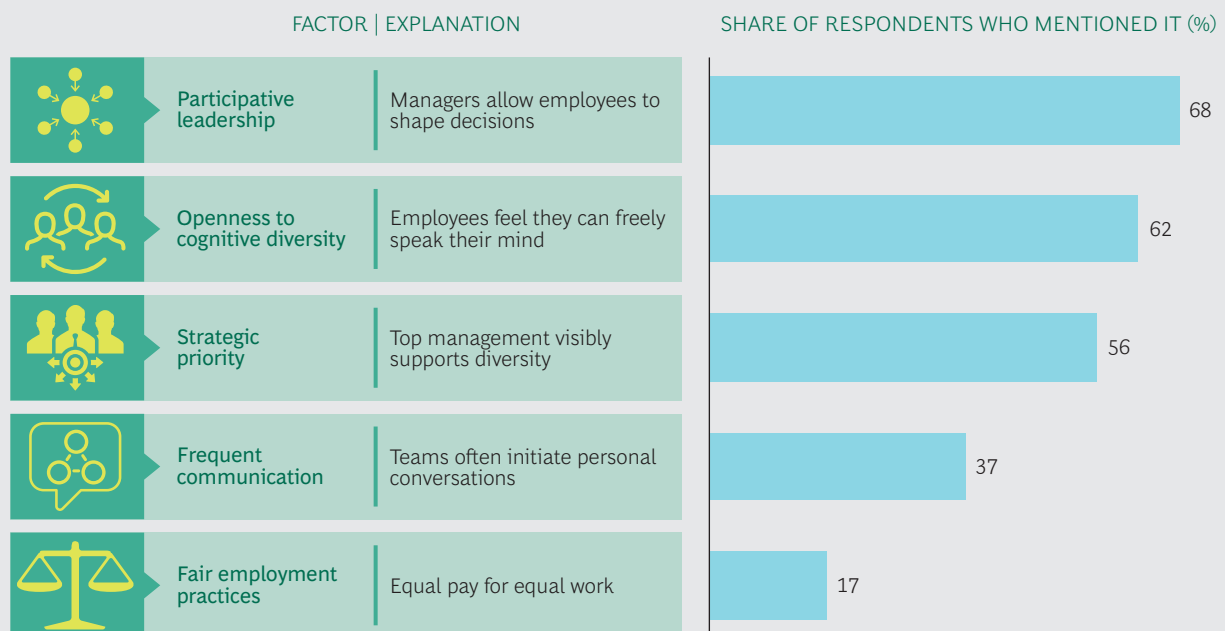 FACTOR | EXPLANATION
SHARE OF RESPONDENTS WHO MENTIONED IT (%)
Participative
leadership
Managers allow employees to
shape decisions
68
Openness to
cognitive diversity
Employees feel they can freely
speak their mind
62
Strategic
priority
Top management visibly
supports diversity
56
Frequent
communication
Teams often initiate personal
conversations
37
Fair employment
practices
Equal pay for equal work
17